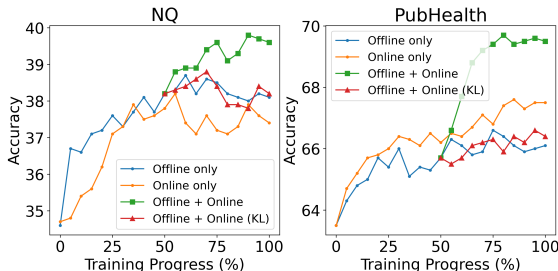 NQ
40
39
38
37
36
35
Accuracy
Offline only
Online only
Offline + Online
Offline + Online (KL)
0
25
50
75
100
Training Progress (%)
PubHealth
70
68
66
64
Accuracy
Offline only
Online only
Offline + Online
Offline + Online (KL)
0
25
50
75
100
Training Progress (%)